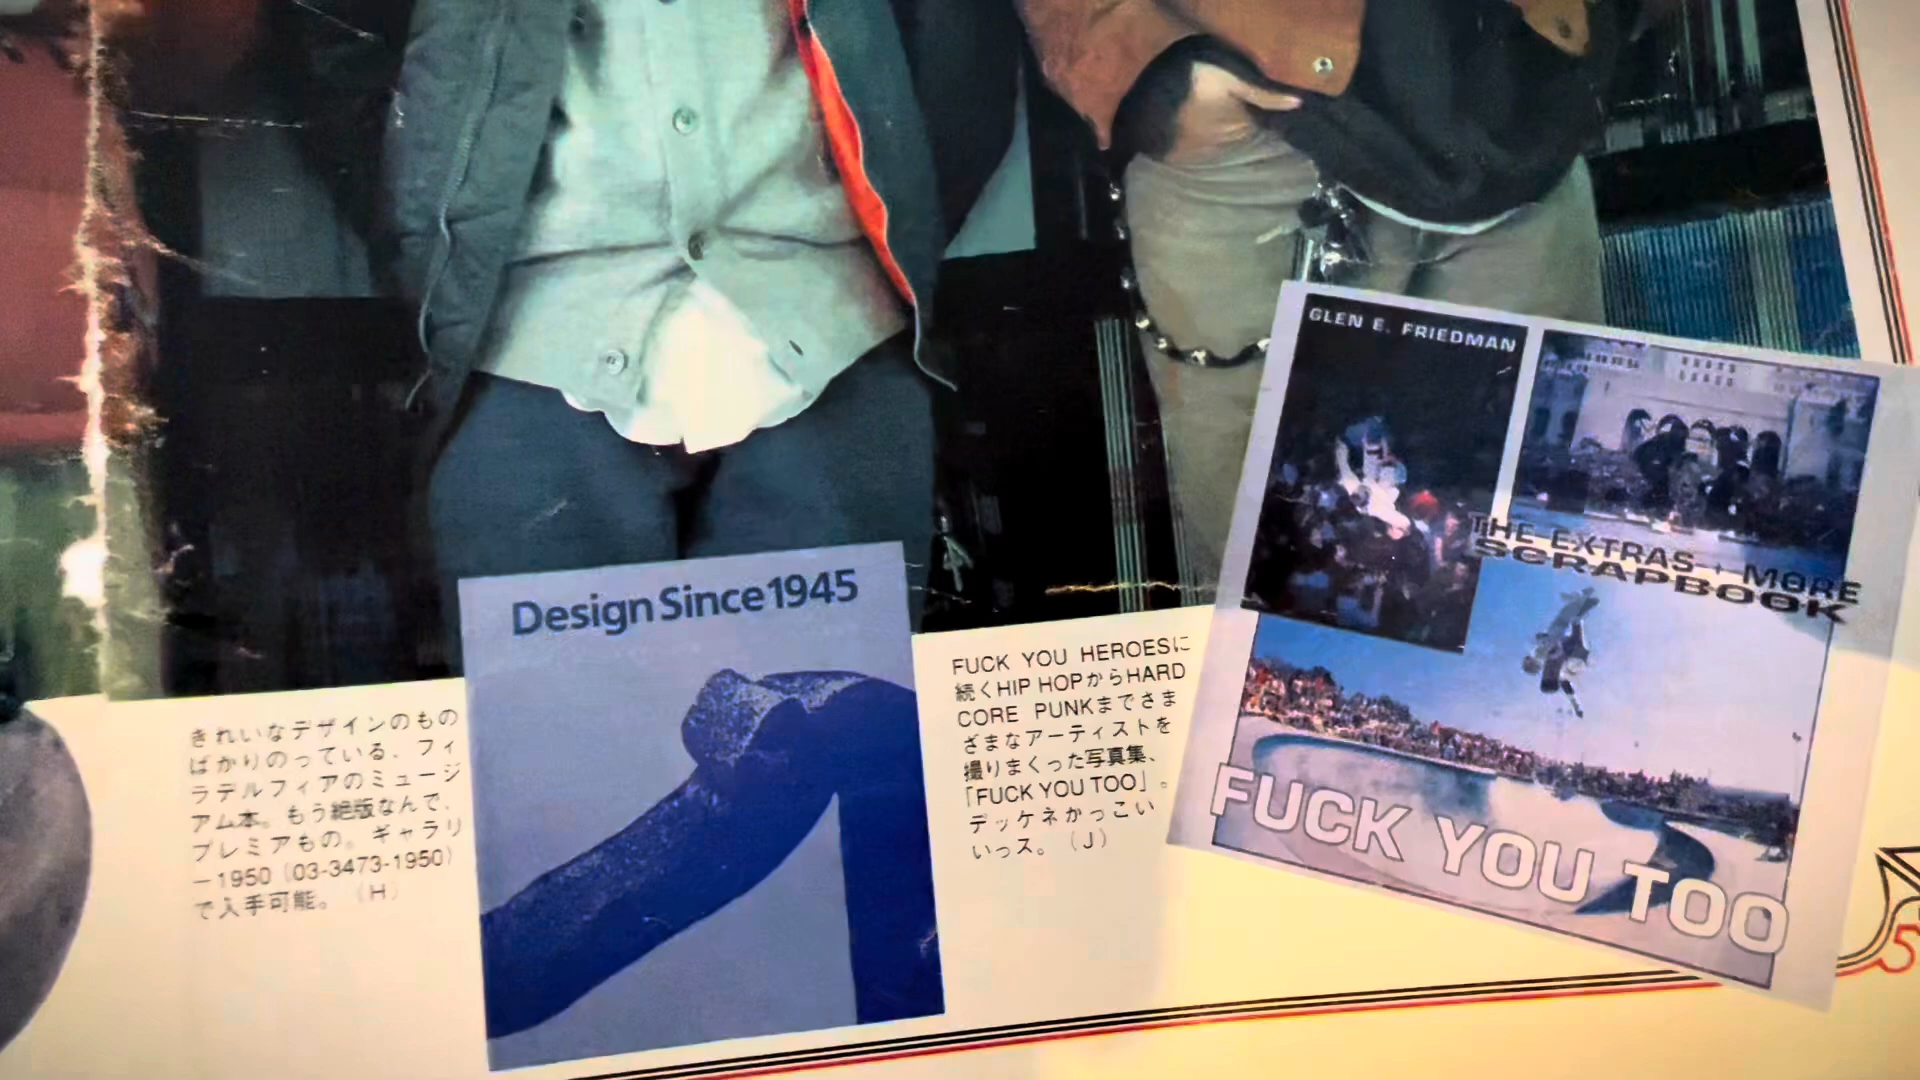 きれいなデザインのもの
ばかりのっている、フィ
ラデルフィアのミュージ
アム本。もう絶版なんで、
プレミアもの。ギャラリ
ー1950（03-3473-1950）
で入手可能。（H）
Design Since 1945
FUCK YOU HEROESに
続くHIP HOPからHARD
CORE PUNKまでさま
ざまなアーティストを
撮りまくった写真集、
「FUCK YOU TOO」。
デッケネかっこい
いっス。（J）
GLEN E. FRIEDMAN
THE EXTRAS + MORE
SCRAPBOOK
FUCK YOU TOO
5